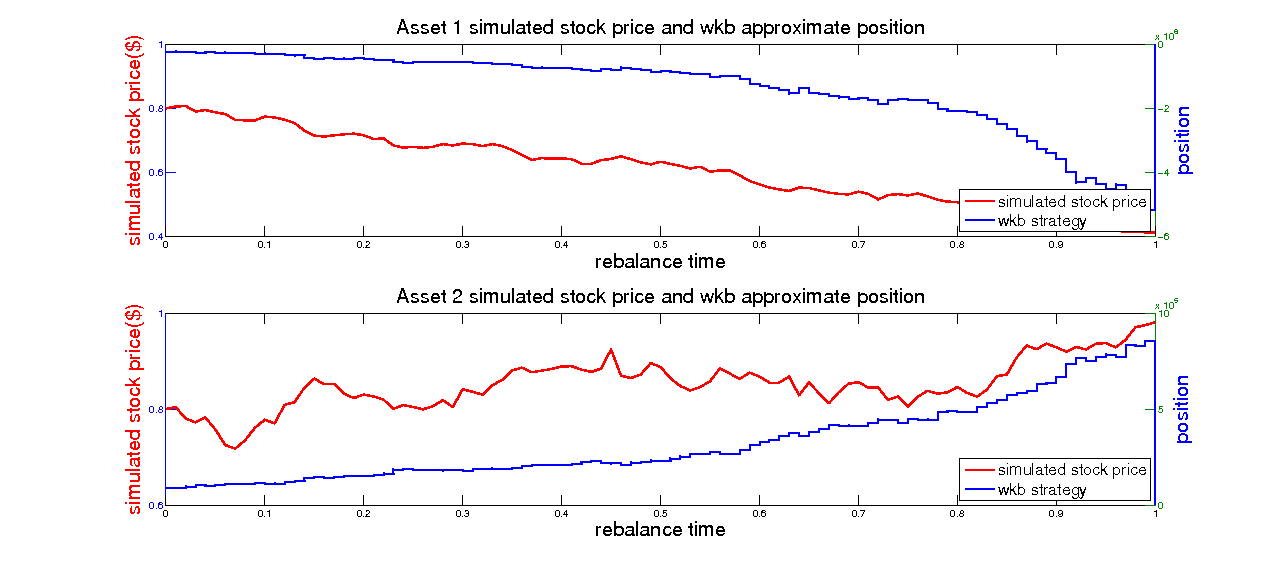 Asset 1 simulated stock price and wkb approximate position
simulated stock price($)
1
0.8
0.6
0.4
0
-2
-4
-6
position
simulated stock price
wkb strategy
0 0.1 0.2 0.3 0.4 0.5 0.6 0.7 0.8 0.9 1
rebalance time
Asset 2 simulated stock price and wkb approximate position
simulated stock price($)
1
0.8
0.6
10
5
0
position
simulated stock price
wkb strategy
0 0.1 0.2 0.3 0.4 0.5 0.6 0.7 0.8 0.9 1
rebalance time